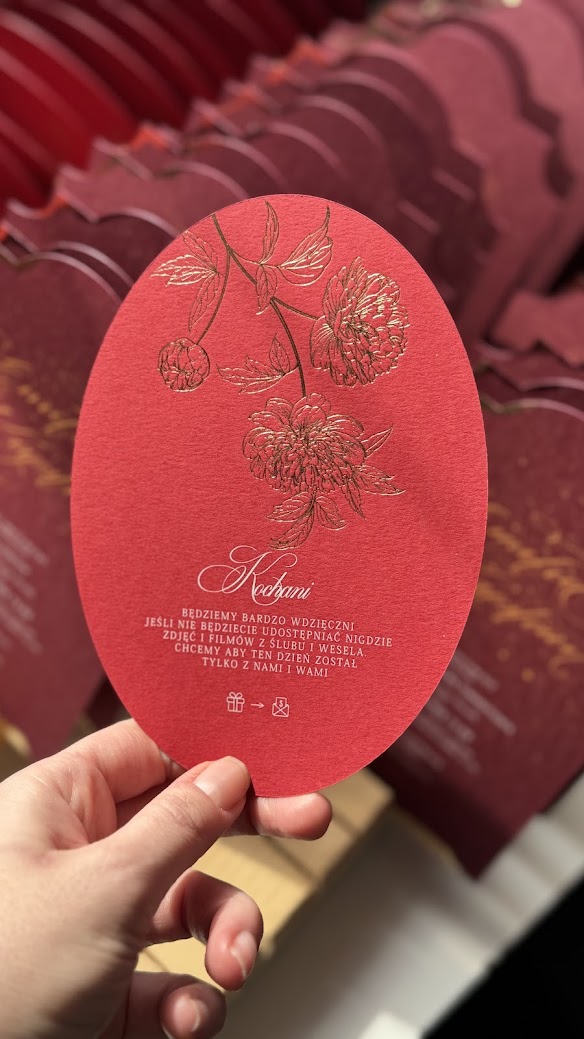 Kochani
BĘDZIEMY BARDZO WDZIĘCZNI
JEŚLI NIE BĘDZIECIE UDOSTĘPNIAĆ NIGDZIE
ZDJĘĆ I FILMÓW Z ŚLUBU I WESELA.
CHCEMY ABY TEN DZIEŃ ZOSTAŁ
TYLKO Z NAMI I WAMI